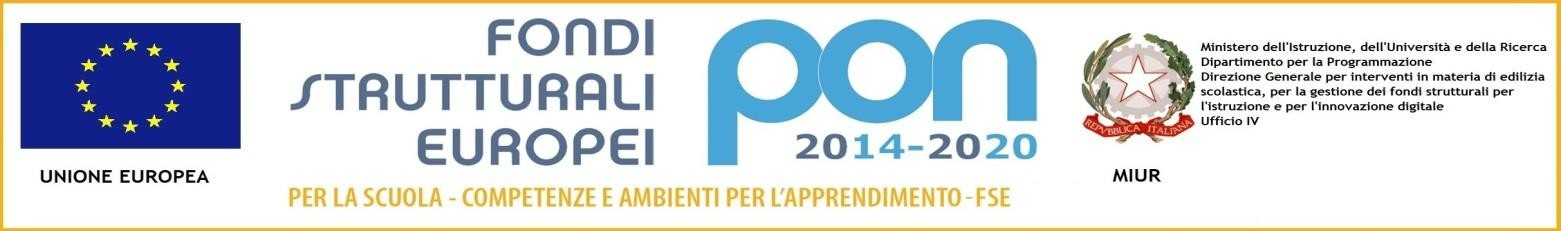 UNIONE EUROPEA
FONDI
STRUTTURALI
EUROPEI
pon
2014-2020
PER LA SCUOLA - COMPETENZE E AMBIENTI PER L'APPRENDIMENTO-FSE
REPVBBLICA ITALIANA
MIUR
Ministero dell'Istruzione, dell'Università e della Ricerca
Dipartimento per la Programmazione
Direzione Generale per interventi in materia di edilizia
scolastica, per la gestione dei fondi strutturali per
l'istruzione e per l'innovazione digitale
Ufficio IV